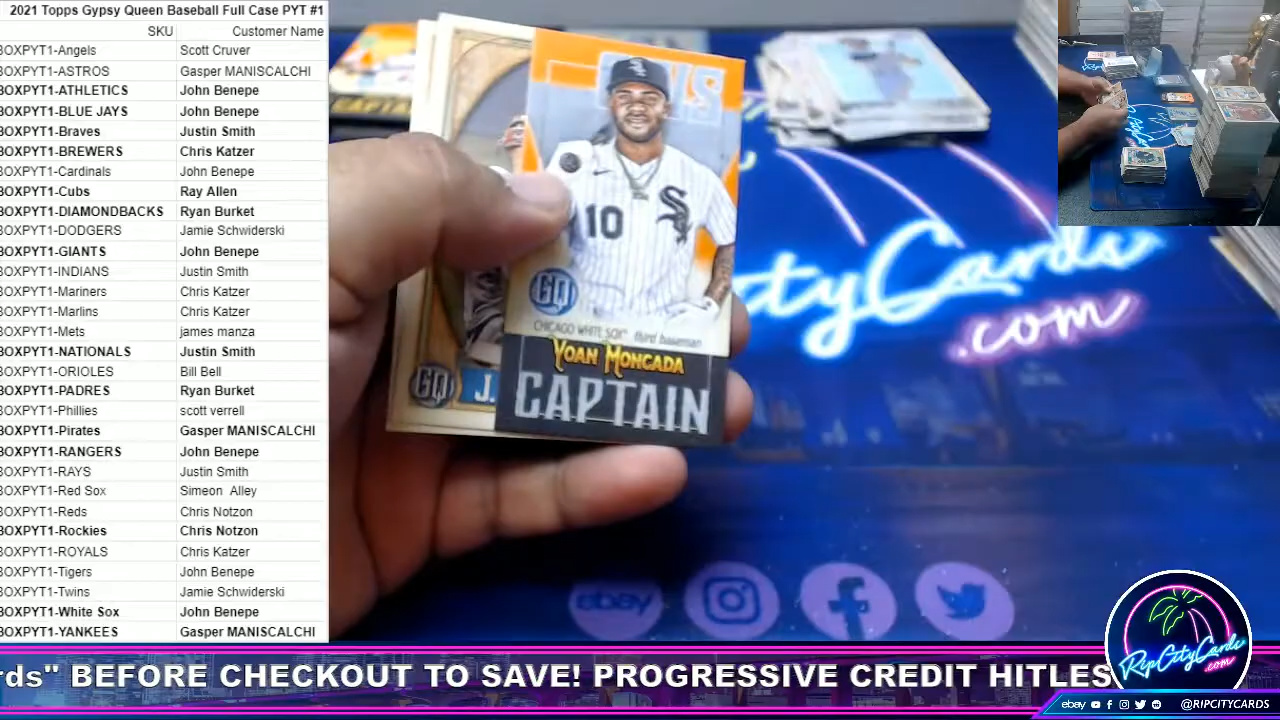 2021 Topps Gypsy Queen Baseball Full Case PYT #1
SKU Customer Name
BOXPYT1-Angels Scott Cruver
BOXPYT1-ASTROS Gasper MANISCALCHI
BOXPYT1-ATHLETICS John Benepe
BOXPYT1-BLUE JAYS John Benepe
BOXPYT1-Braves Justin Smith
BOXPYT1-BREWERS Chris Katzer
BOXPYT1-Cardinals John Benepe
BOXPYT1-Cubs Ray Allen
BOXPYT1-DIAMONDBACKS Ryan Burket
BOXPYT1-DODGERS Jamie Schwiderski
BOXPYT1-GIANTS John Benepe
BOXPYT1-INDIANS Justin Smith
BOXPYT1-Mariners Chris Katzer
BOXPYT1-Marlins Chris Katzer
BOXPYT1-Mets james manza
BOXPYT1-NATIONALS Justin Smith
BOXPYT1-ORIOLES Bill Bell
BOXPYT1-PADRES Ryan Burket
BOXPYT1-Phillies scott verrell
BOXPYT1-Pirates Gasper MANISCALCHI
BOXPYT1-RANGERS John Benepe
BOXPYT1-RAYS Justin Smith
BOXPYT1-Red Sox Simeon Alley
BOXPYT1-Reds Chris Notzon
BOXPYT1-Rockies Chris Notzon
BOXPYT1-ROYALS Chris Katzer
BOXPYT1-Tigers John Benepe
BOXPYT1-Twins Jamie Schwiderski
BOXPYT1-White Sox John Benepe
BOXPYT1-YANKEES Gasper MANISCALCHI
Sox
10
GQ
CHICAGO WHITE SOX third baseman
YOAN MONCADA
CAPTAIN
GQ
J.
ityCards
.com
ebay
rds" BEFORE CHECKOUT TO SAVE! PROGRESSIVE CREDIT HITLES
RipCityCards
.com
ebay @RIPCITYCARDS